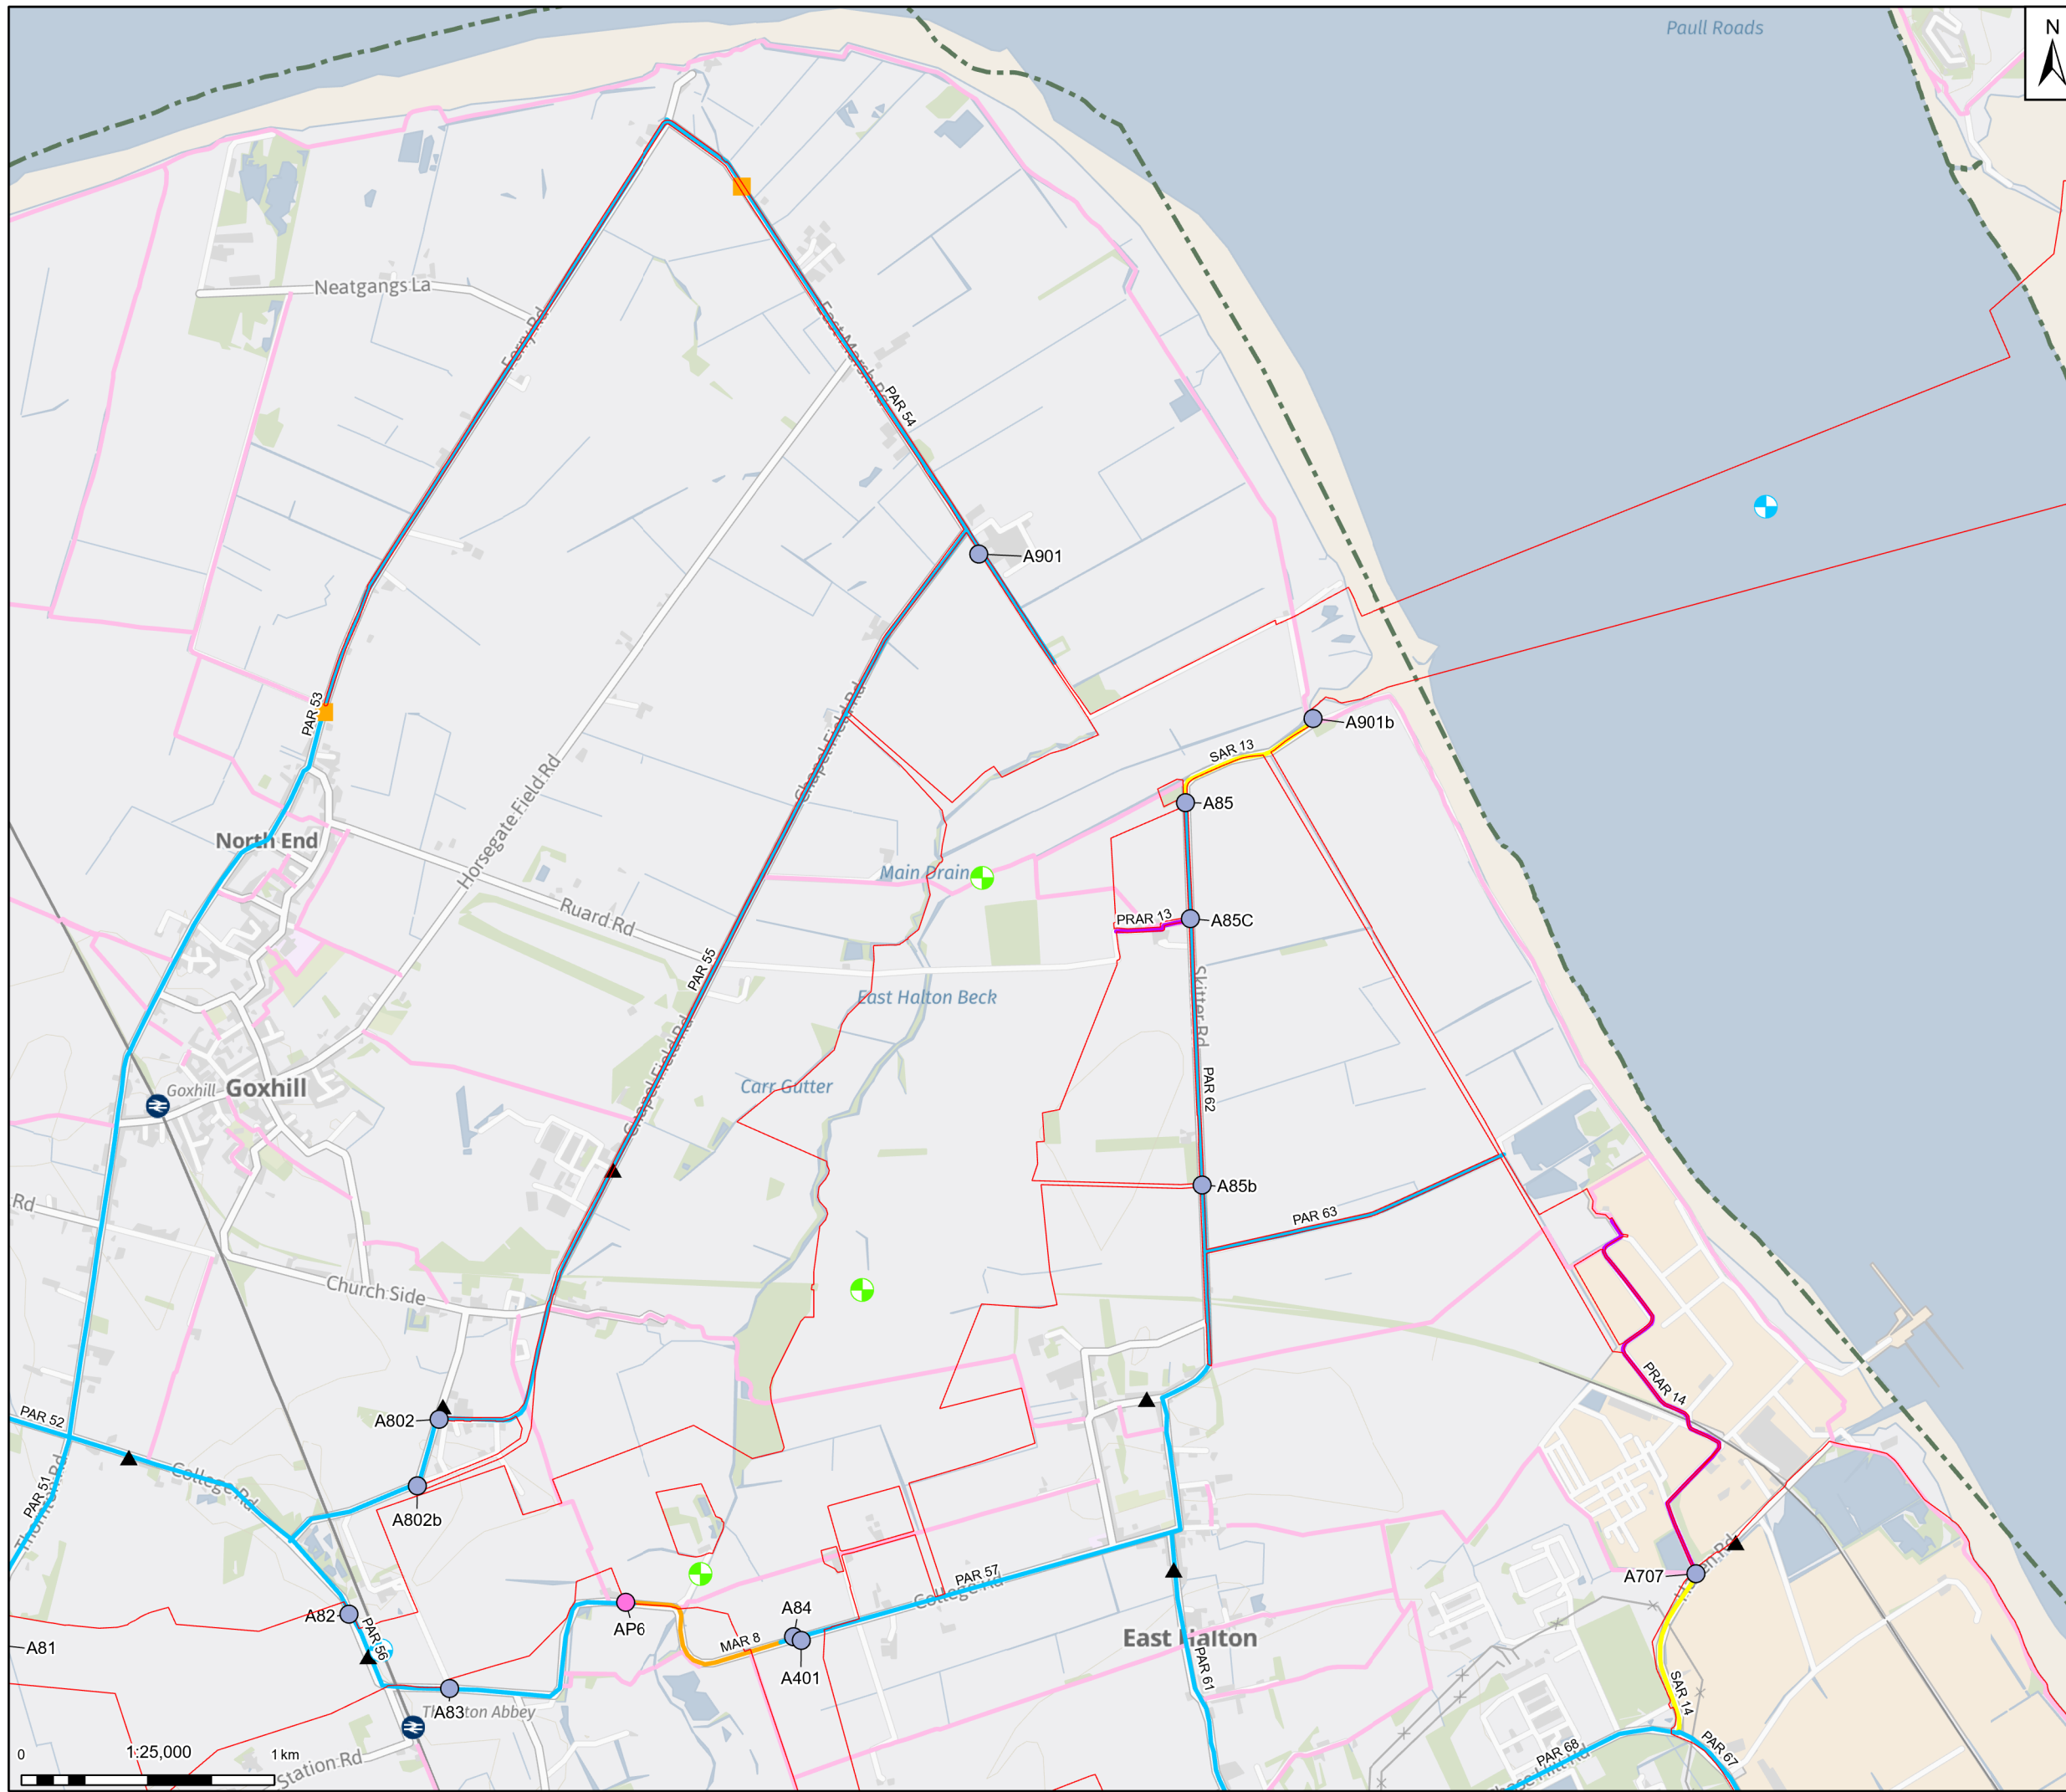 Paull Roads
N
Neatgangs La
Ferry Rd
East Marsh Rd
PAR 54
A901
PAR 53
A901b
SAR 13
A85
Chapel Field Rd
Horsegate Field Rd
North End
Main Drain
Ruard Rd
PRAR 13
A85C
PAR 55
East Halton Beck
Skitter Rd
Chapel Field Rd
Carr Gutter
PAR 62
Goxhill
Goxhill
A85b
Rd
PAR 63
Church Side
PRAR 14
A802
PAR 52
College Rd
PAR 51
Thornton Rd
A802b
A707
PAR 57
College Rd
A82
AP6
A84
MAR 8
A401
East Halton
PAR 56
A81
PAR 61
SAR 14
A83
PAR 68
PAR 67
Station Rd
0
1:25,000
1 km